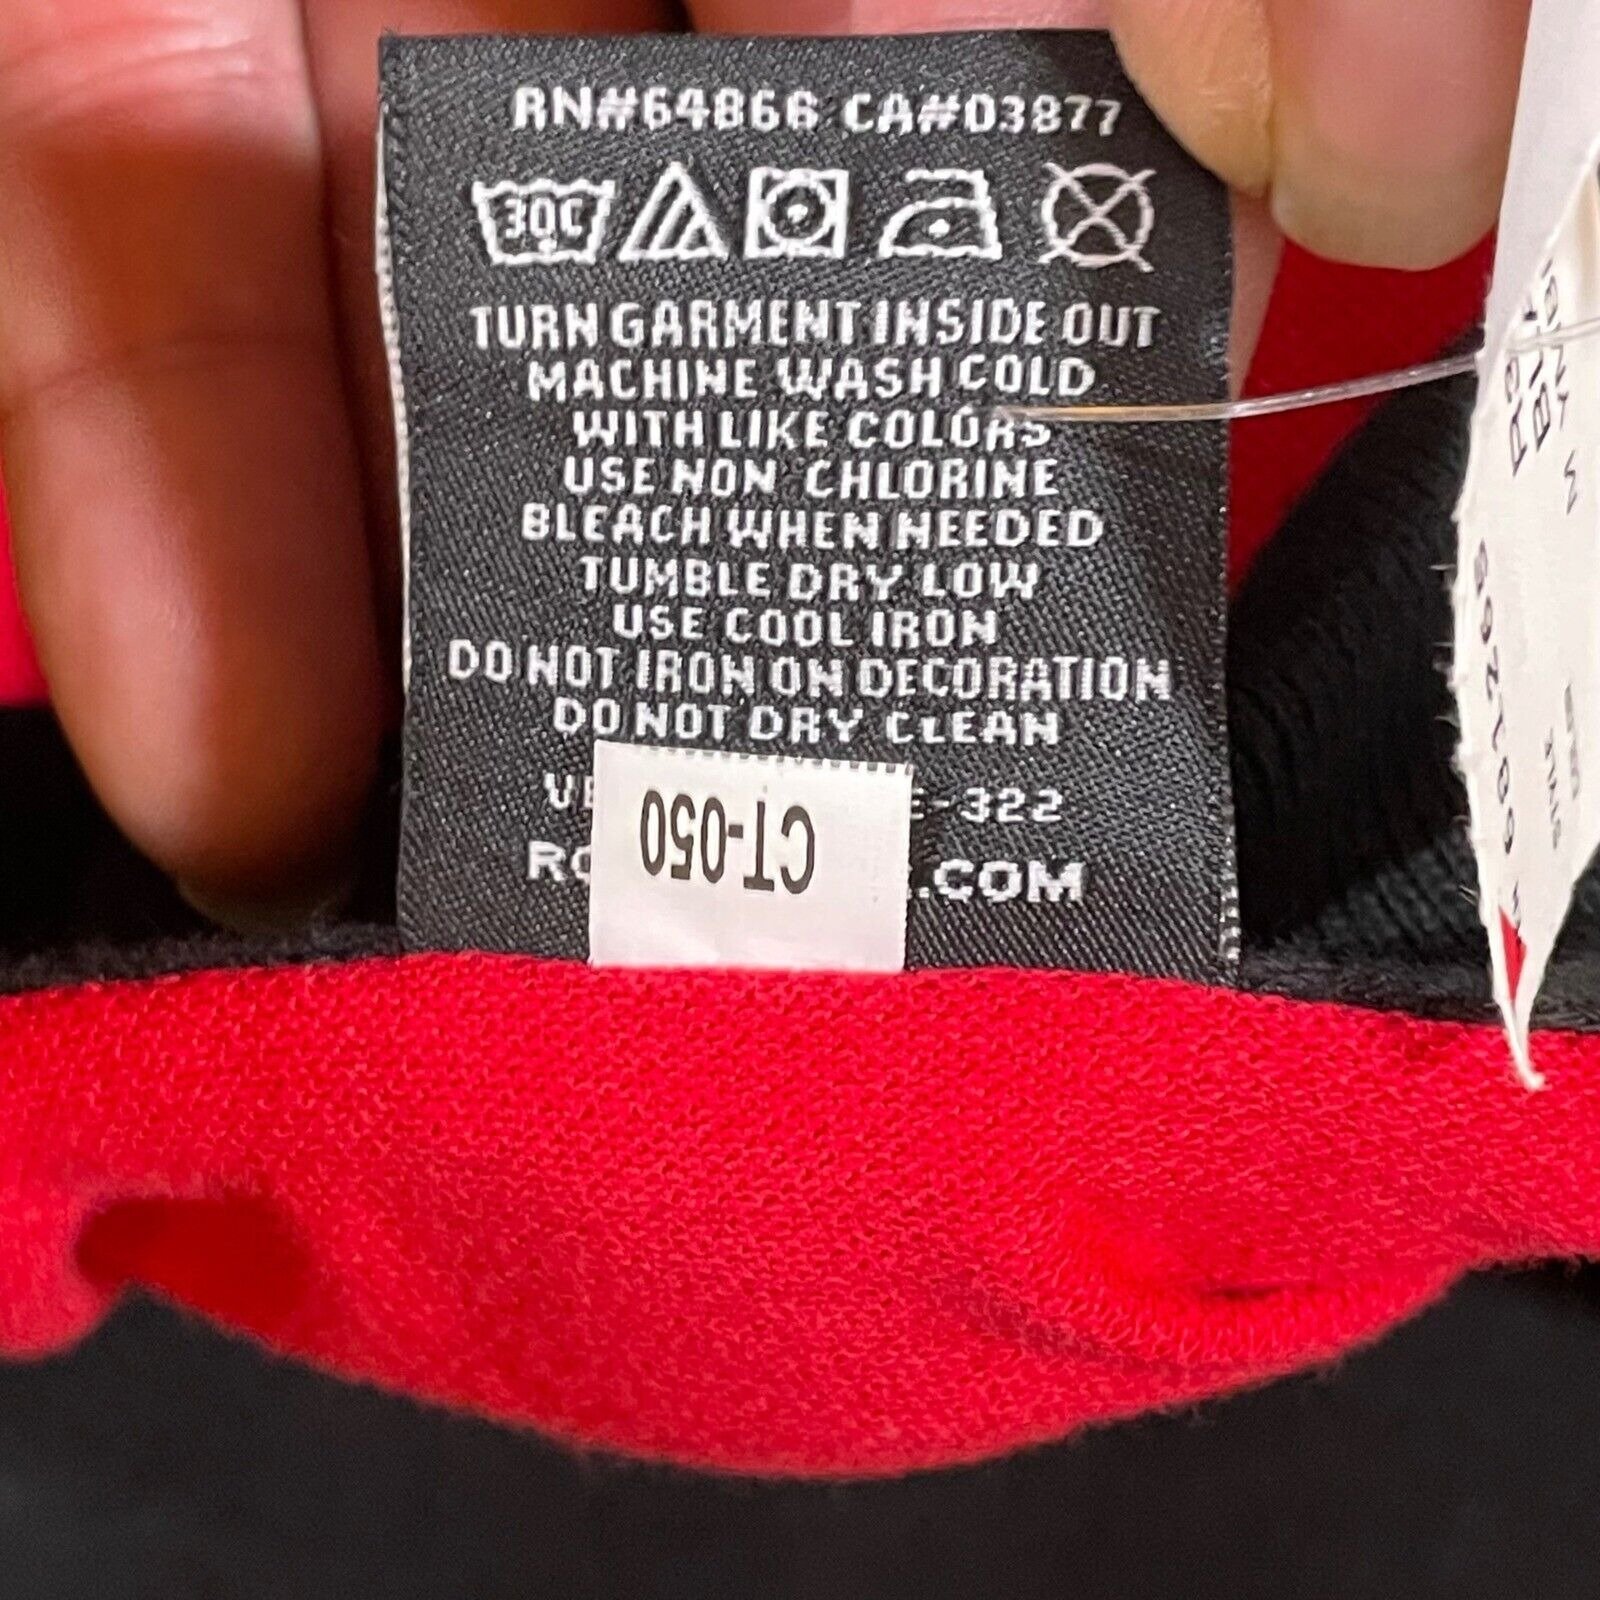 RN#64866 CA#03877
30C
TURN GARMENT INSIDE OUT
MACHINE WASH COLD
WITH LIKE COLORS
USE NON CHLORINE
BLEACH WHEN NEEDED
TUMBLE DRY LOW
USE COOL IRON
DO NOT IRON ON DECORATION
DO NOT DRY CLEAN
E-322
.COM
CT-050
STYLE